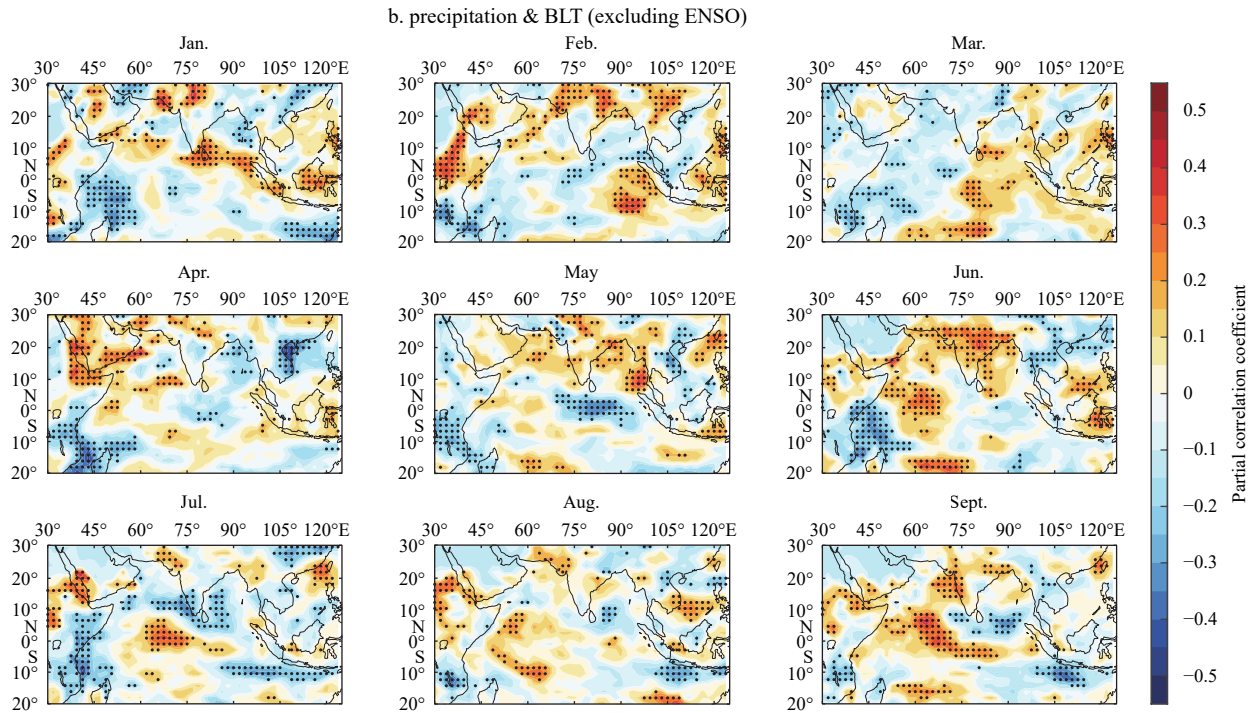 b. precipitation & BLT (excluding ENSO)
Jan. Feb. Mar.
30° 45° 60° 75° 90° 105° 120°E 30° 45° 60° 75° 90° 105° 120°E 30° 45° 60° 75° 90° 105° 120°E
30° 30° 30°
20° 20° 20°
10° 10° 10°
N N N
0° 0° 0°
S S S
10° 10° 10°
20° 20° 20°
Apr. May Jun.
30° 45° 60° 75° 90° 105° 120°E 30° 45° 60° 75° 90° 105° 120°E 30° 45° 60° 75° 90° 105° 120°E
30° 30° 30°
20° 20° 20°
10° 10° 10°
N N N
0° 0° 0°
S S S
10° 10° 10°
20° 20° 20°
Jul. Aug. Sept.
30° 45° 60° 75° 90° 105° 120°E 30° 45° 60° 75° 90° 105° 120°E 30° 45° 60° 75° 90° 105° 120°E
30° 30° 30°
20° 20° 20°
10° 10° 10°
N N N
0° 0° 0°
S S S
10° 10° 10°
20° 20° 20°
0.5
0.4
0.3
0.2
0.1
0
−0.1
−0.2
−0.3
−0.4
−0.5
Partial correlation coefficient